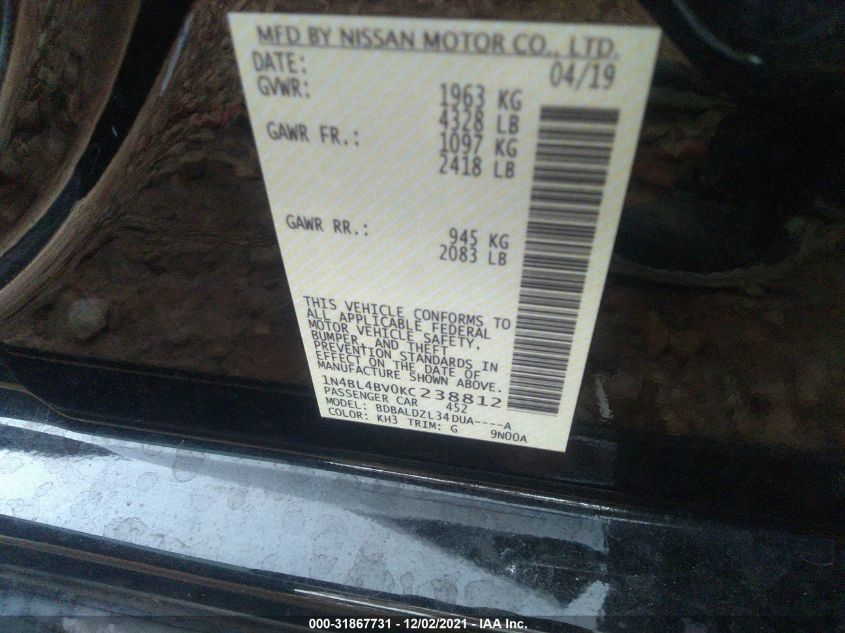 MFD BY NISSAN MOTOR CO., LTD.
DATE: 04/19
GVWR: 1963 KG
4328 LB
GAWR FR.: 1097 KG
2418 LB
GAWR RR.: 945 KG
2083 LB
THIS VEHICLE CONFORMS TO
ALL APPLICABLE FEDERAL
MOTOR VEHICLE SAFETY,
BUMPER, AND THEFT
PREVENTION STANDARDS IN
EFFECT ON THE DATE OF
MANUFACTURE SHOWN ABOVE.
1N4BL4BV0KC238812
PASSENGER CAR 452
MODEL: BDBALDZL34DUA----A
COLOR: KH3 TRIM: G 9N00A
000-31867731 - 12/02/2021 - IAA Inc.